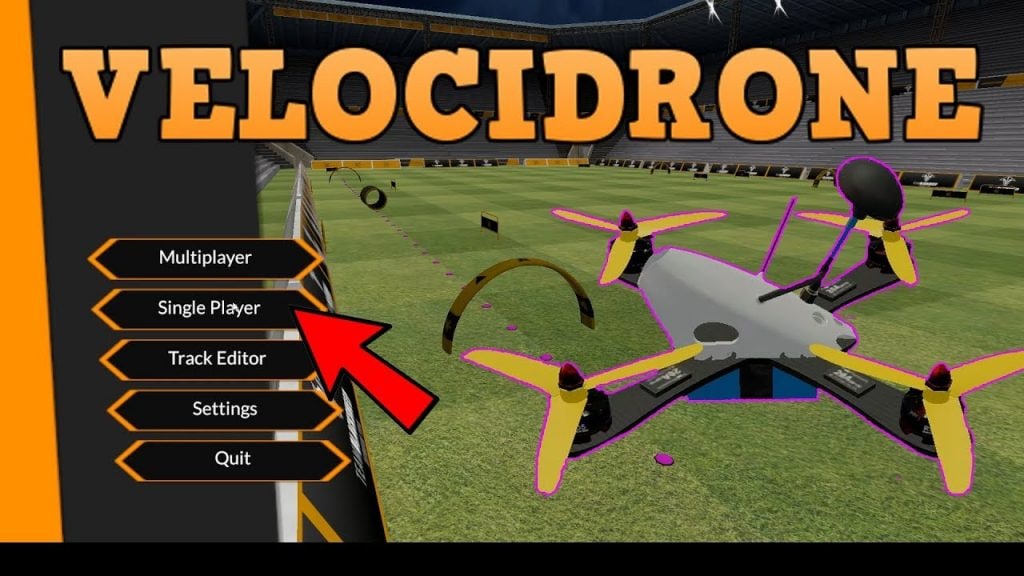 VELOCIDRONE
Multiplayer
Single Player
Track Editor
Settings
Quit